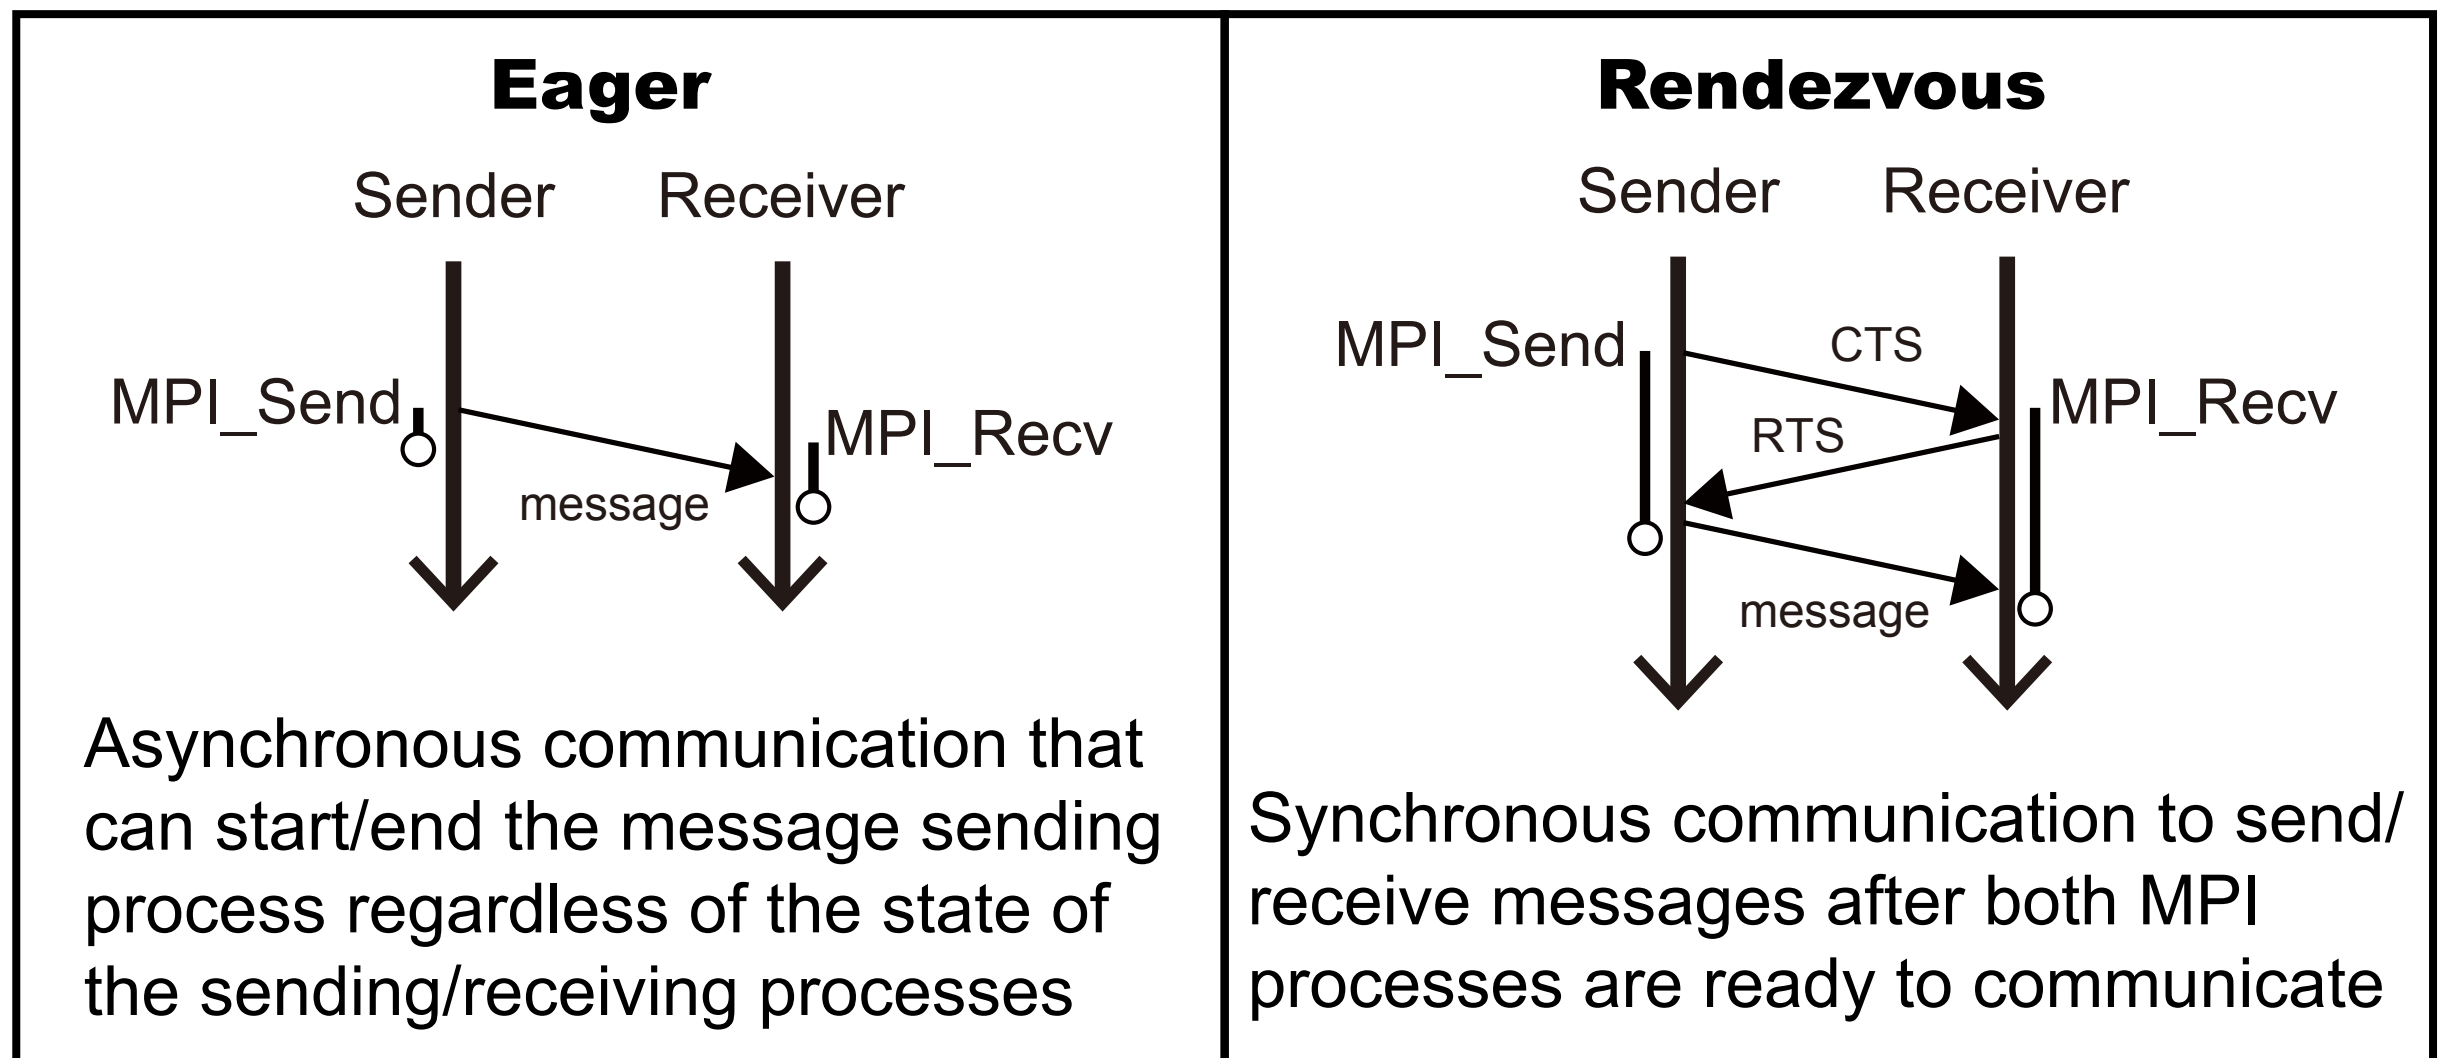 Eager
Sender Receiver
MPI_Send
MPI_Recv
message
Asynchronous communication that
can start/end the message sending
process regardless of the state of
the sending/receiving processes
Rendezvous
Sender Receiver
MPI_Send
CTS
MPI_Recv
RTS
message
Synchronous communication to send/
receive messages after both MPI
processes are ready to communicate